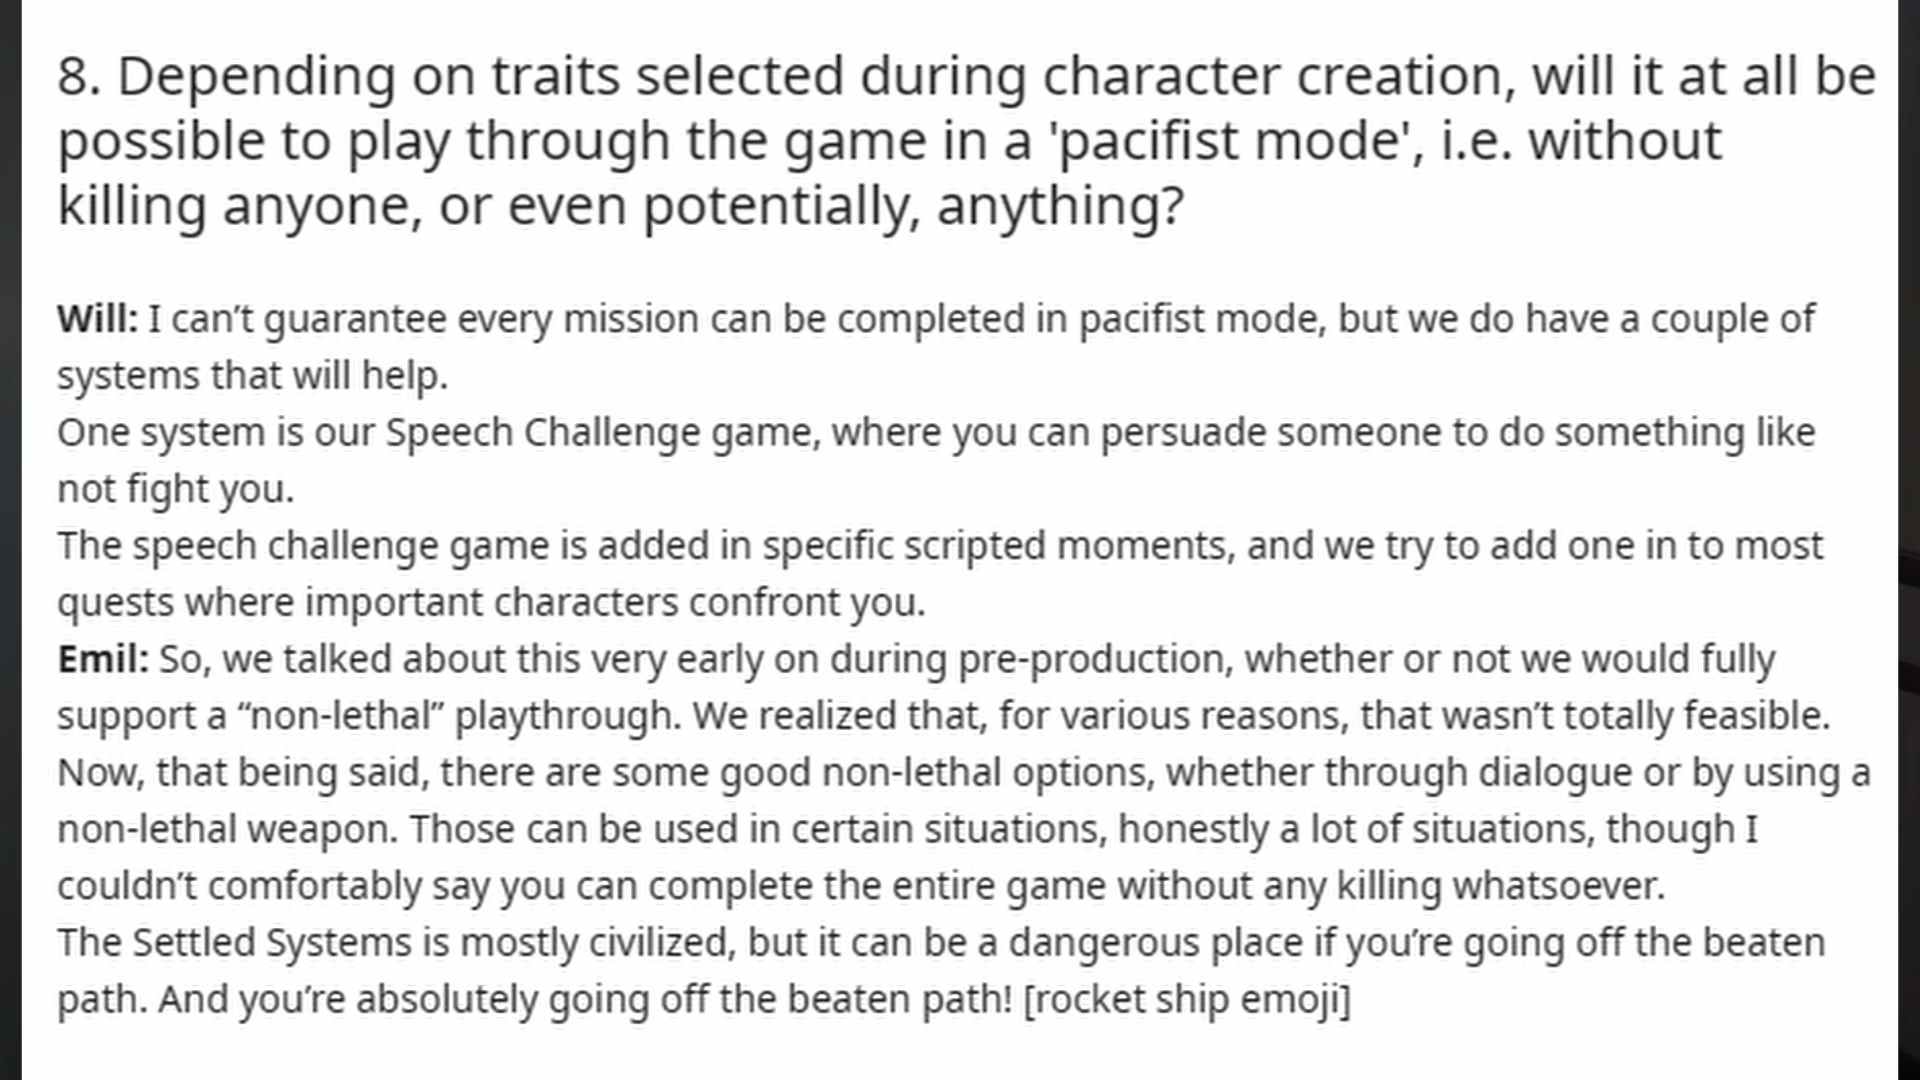 8. Depending on traits selected during character creation, will it at all be
possible to play through the game in a 'pacifist mode', i.e. without
killing anyone, or even potentially, anything?
Will: I can’t guarantee every mission can be completed in pacifist mode, but we do have a couple of
systems that will help.
One system is our Speech Challenge game, where you can persuade someone to do something like
not fight you.
The speech challenge game is added in specific scripted moments, and we try to add one in to most
quests where important characters confront you.
Emil: So, we talked about this very early on during pre-production, whether or not we would fully
support a “non-lethal” playthrough. We realized that, for various reasons, that wasn’t totally feasible.
Now, that being said, there are some good non-lethal options, whether through dialogue or by using a
non-lethal weapon. Those can be used in certain situations, honestly a lot of situations, though I
couldn’t comfortably say you can complete the entire game without any killing whatsoever.
The Settled Systems is mostly civilized, but it can be a dangerous place if you’re going off the beaten
path. And you’re absolutely going off the beaten path! [rocket ship emoji]